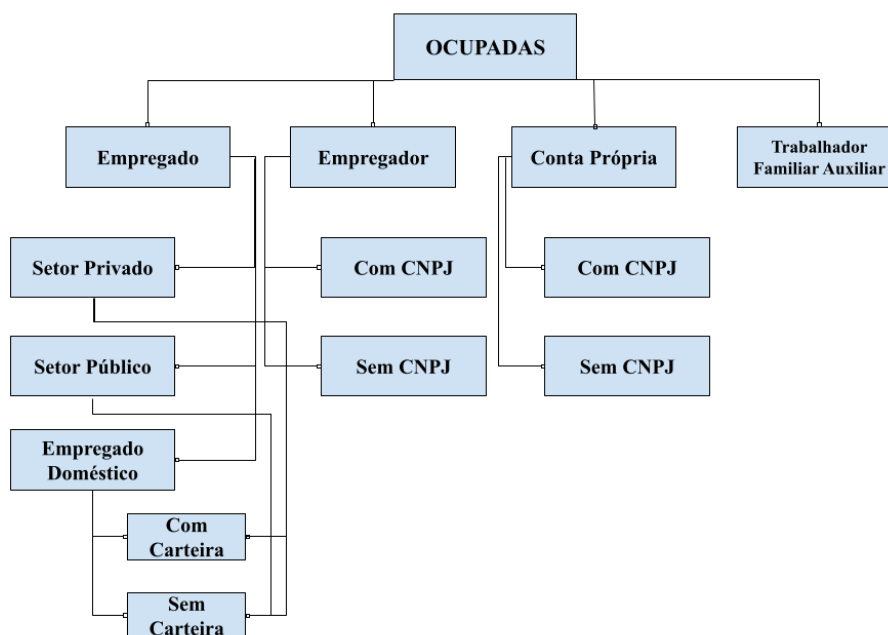 OCUPADAS
Empregado
Empregador
Conta Própria
Trabalhador
Familiar Auxiliar
Setor Privado
Com CNPJ
Com CNPJ
Setor Público
Sem CNPJ
Sem CNPJ
Empregado
Doméstico
Com
Carteira
Sem
Carteira